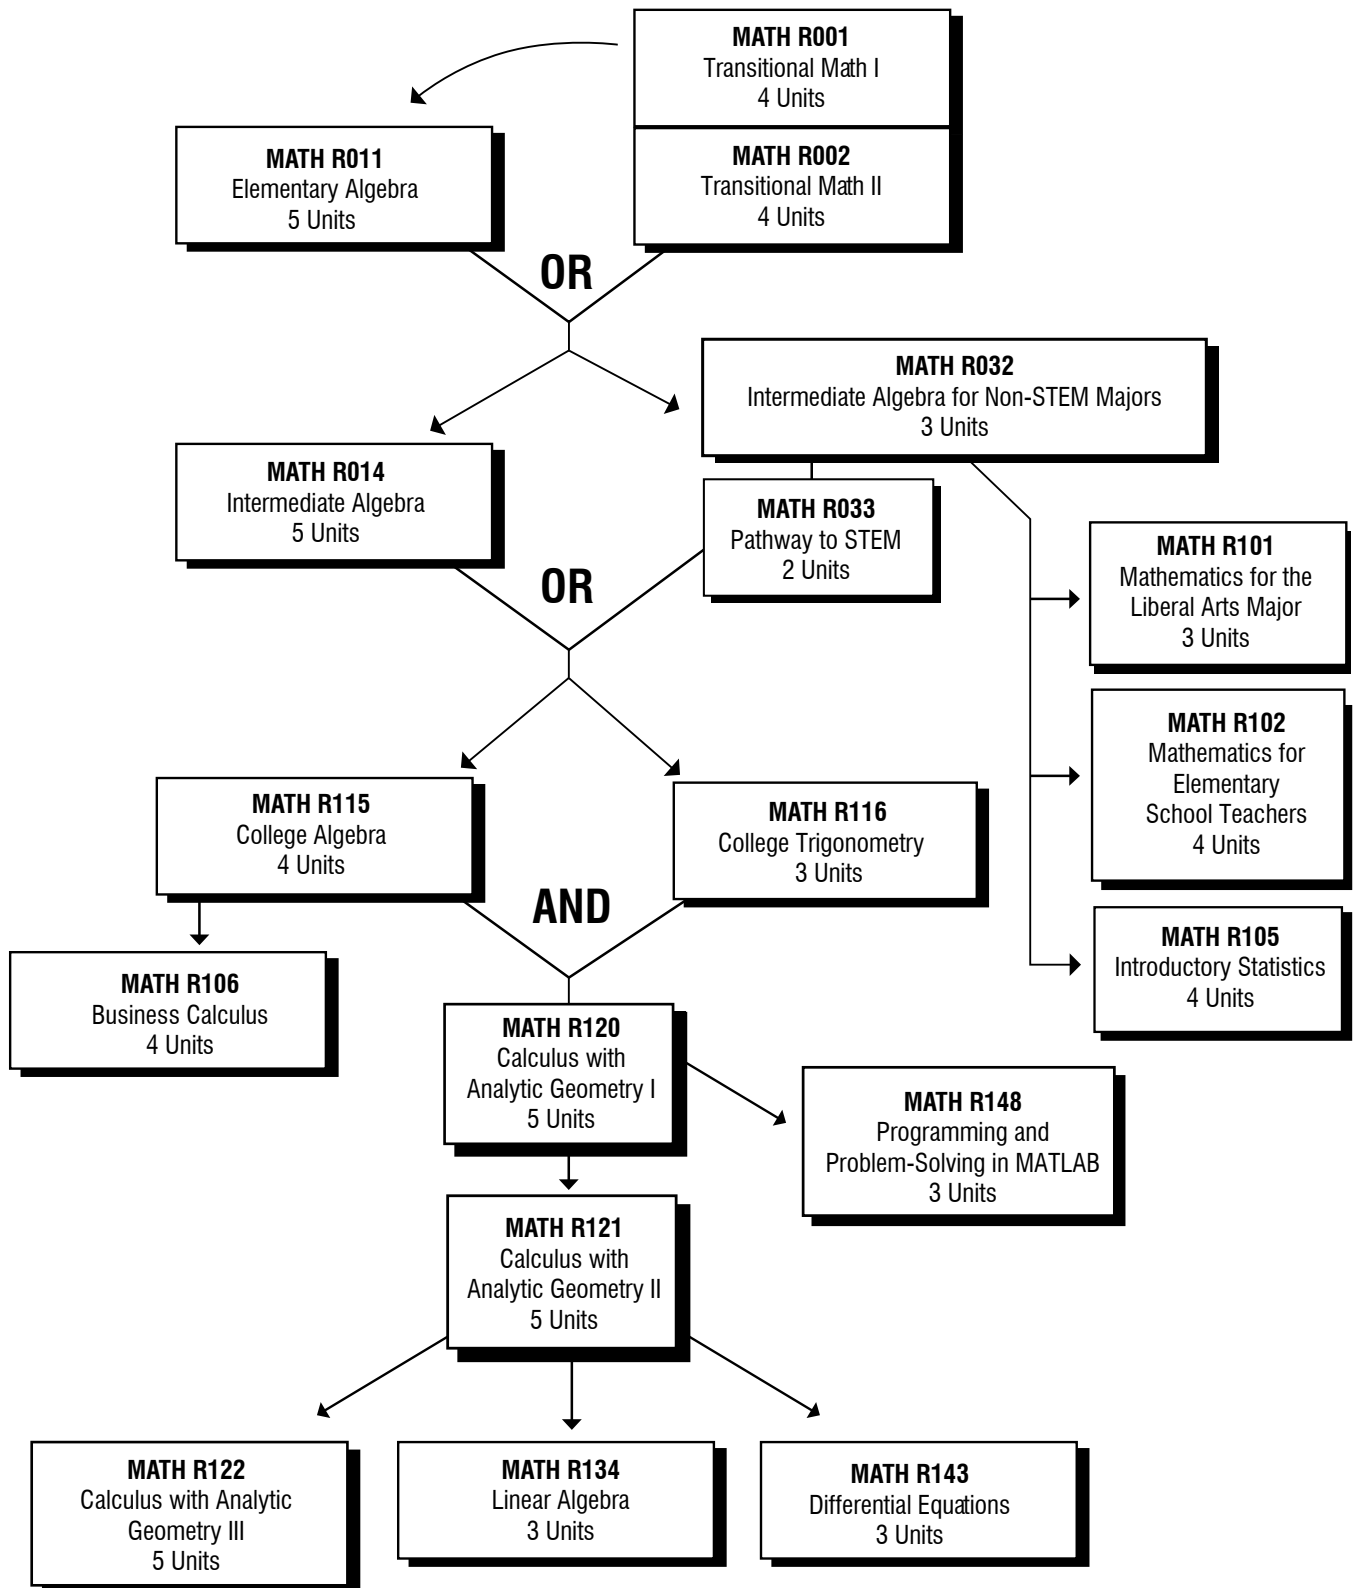 MATH R001
Transitional Math I
4 Units
MATH R011
Elementary Algebra
5 Units
MATH R002
Transitional Math II
4 Units
OR
MATH R032
Intermediate Algebra for Non-STEM Majors
3 Units
MATH R014
Intermediate Algebra
5 Units
MATH R033
Pathway to STEM
2 Units
OR
MATH R101
Mathematics for the
Liberal Arts Major
3 Units
MATH R102
Mathematics for
Elementary
School Teachers
4 Units
MATH R115
College Algebra
4 Units
MATH R116
College Trigonometry
3 Units
AND
MATH R105
Introductory Statistics
4 Units
MATH R106
Business Calculus
4 Units
MATH R120
Calculus with
Analytic Geometry I
5 Units
MATH R148
Programming and
Problem-Solving in MATLAB
3 Units
MATH R121
Calculus with
Analytic Geometry II
5 Units
MATH R122
Calculus with Analytic
Geometry III
5 Units
MATH R134
Linear Algebra
3 Units
MATH R143
Differential Equations
3 Units